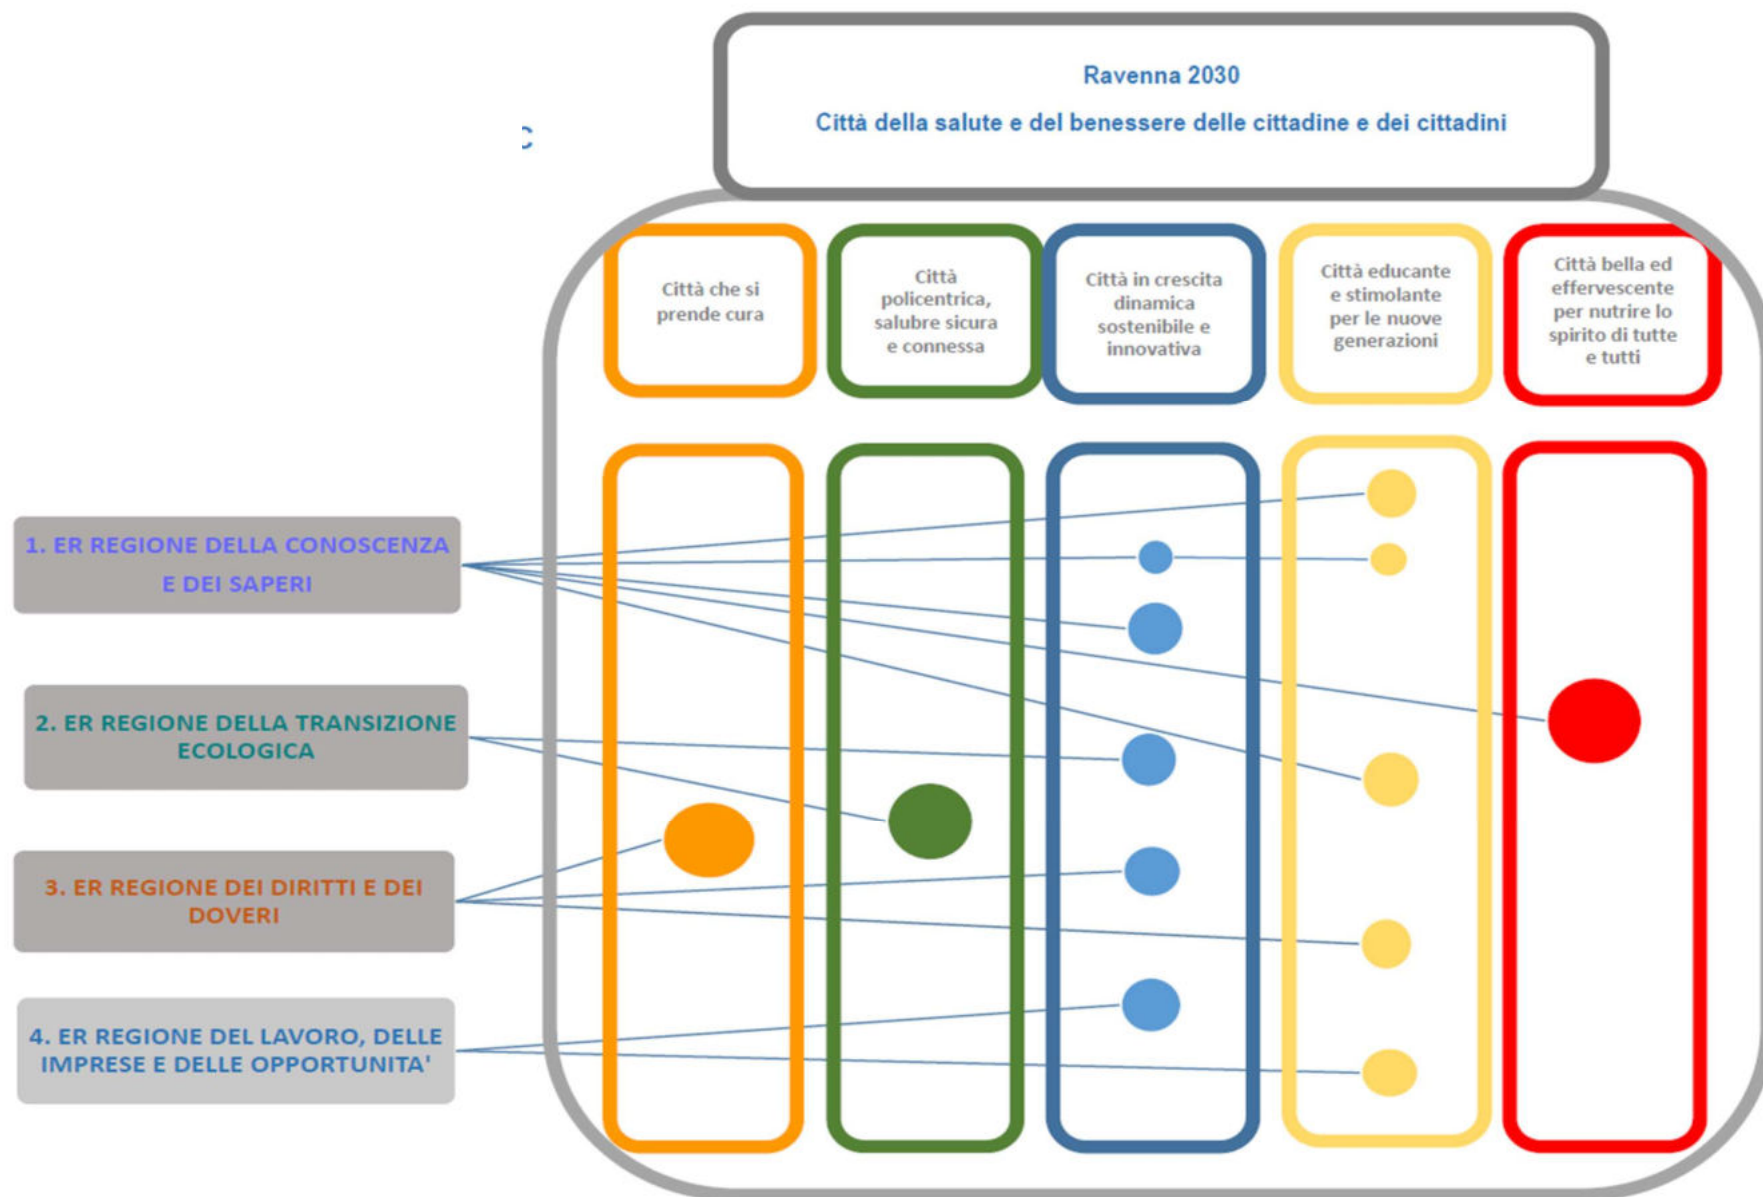 Ravenna 2030
Città della salute e del benessere delle cittadine e dei cittadini
Città che si
prende cura
Città
policentrica,
salubre sicura
e connessa
Città in crescita
dinamica
sostenibile e
innovativa
Città educante
e stimolante
per le nuove
generazioni
Città bella ed
effervescente
per nutrire lo
spirito di tutte
e tutti
1. ER REGIONE DELLA CONOSCENZA
E DEI SAPERI
2. ER REGIONE DELLA TRANSIZIONE
ECOLOGICA
3. ER REGIONE DEI DIRITTI E DEI
DOVERI
4. ER REGIONE DEL LAVORO, DELLE
IMPRESE E DELLE OPPORTUNITA'